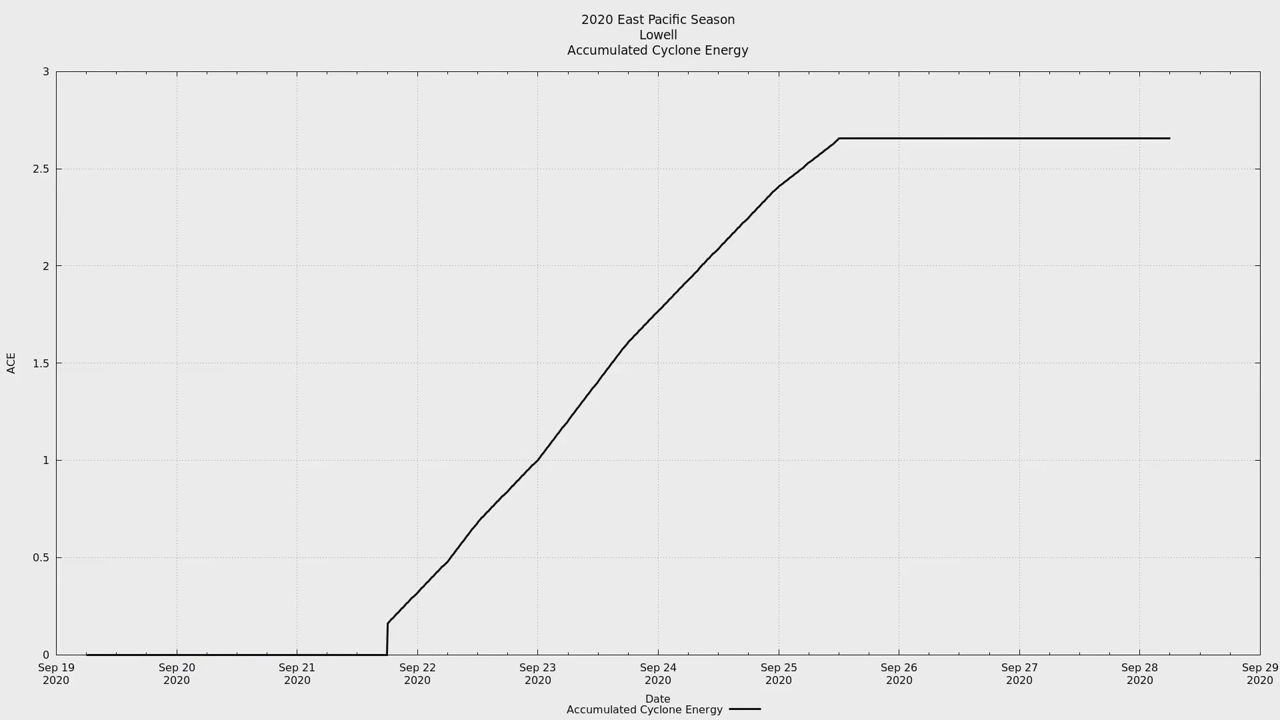 2020 East Pacific Season
Lowell
Accumulated Cyclone Energy
3
2.5
2
1.5
1
0.5
0
ACE
Sep 19 Sep 20 Sep 21 Sep 22 Sep 23 Sep 24 Sep 25 Sep 26 Sep 27 Sep 28 Sep 29
2020 2020 2020 2020 2020 2020 2020 2020 2020 2020 2020
Date
Accumulated Cyclone Energy